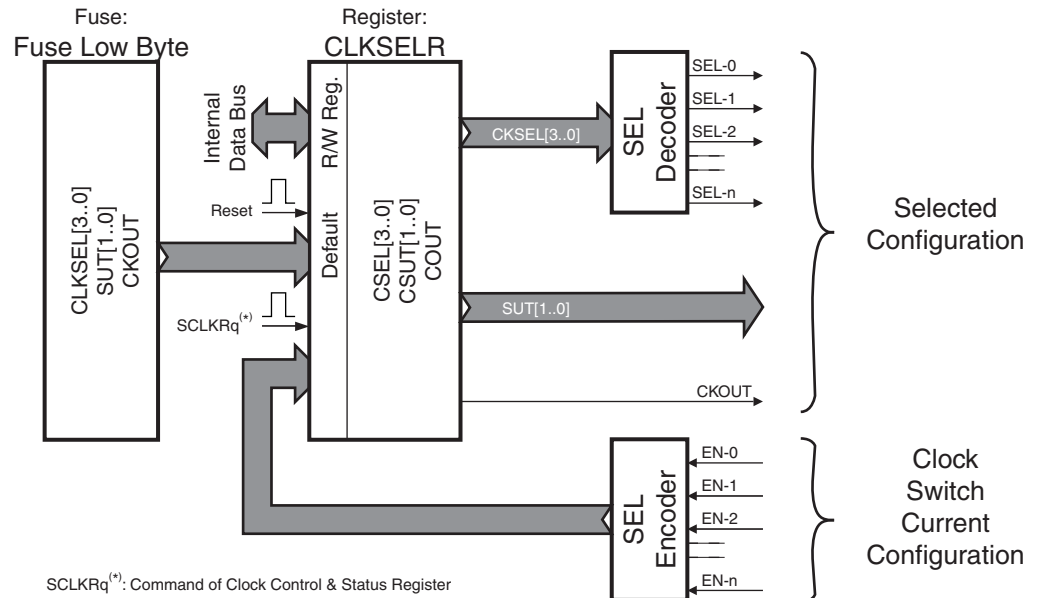 Fuse:
Fuse Low Byte
Register:
CLKSELR
Internal
Data Bus
R/W Reg.
Reset
Default
SCLKRq(*)
CLKSEL[3..0]
SUT[1..0]
CKOUT
CSEL[3..0]
CSUT[1..0]
COUT
CKSEL[3..0]
SUT[1..0]
CKOUT
SEL
Decoder
SEL-0
SEL-1
SEL-2
SEL-n
Selected
Configuration
SEL
Encoder
EN-0
EN-1
EN-2
EN-n
Clock
Switch
Current
Configuration
SCLKRq(*): Command of Clock Control & Status Register